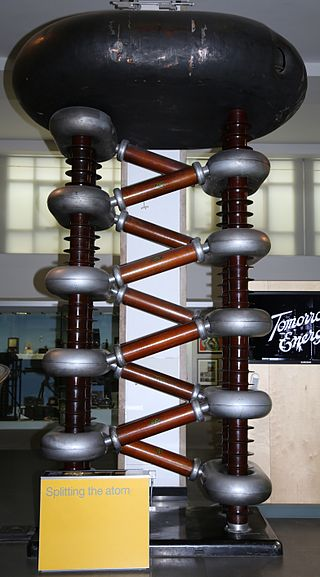 Splitting the atom
Tomorro
Energ